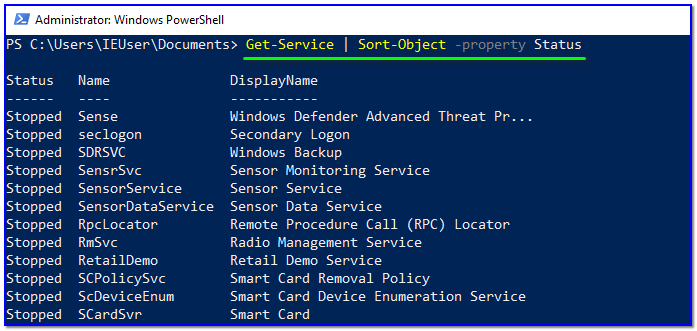 Administrator: Windows PowerShell
PS C:\Users\IEUser\Documents> Get-Service | Sort-Object -property Status
Status Name DisplayName
------ ---- -----------
Stopped Sense Windows Defender Advanced Threat Pr...
Stopped seclogon Secondary Logon
Stopped SDRSVC Windows Backup
Stopped SensrSvc Sensor Monitoring Service
Stopped SensorService Sensor Service
Stopped SensorDataService Sensor Data Service
Stopped RpcLocator Remote Procedure Call (RPC) Locator
Stopped RmSvc Radio Management Service
Stopped RetailDemo Retail Demo Service
Stopped SCPolicySvc Smart Card Removal Policy
Stopped ScDeviceEnum Smart Card Device Enumeration Service
Stopped SCardSvr Smart Card